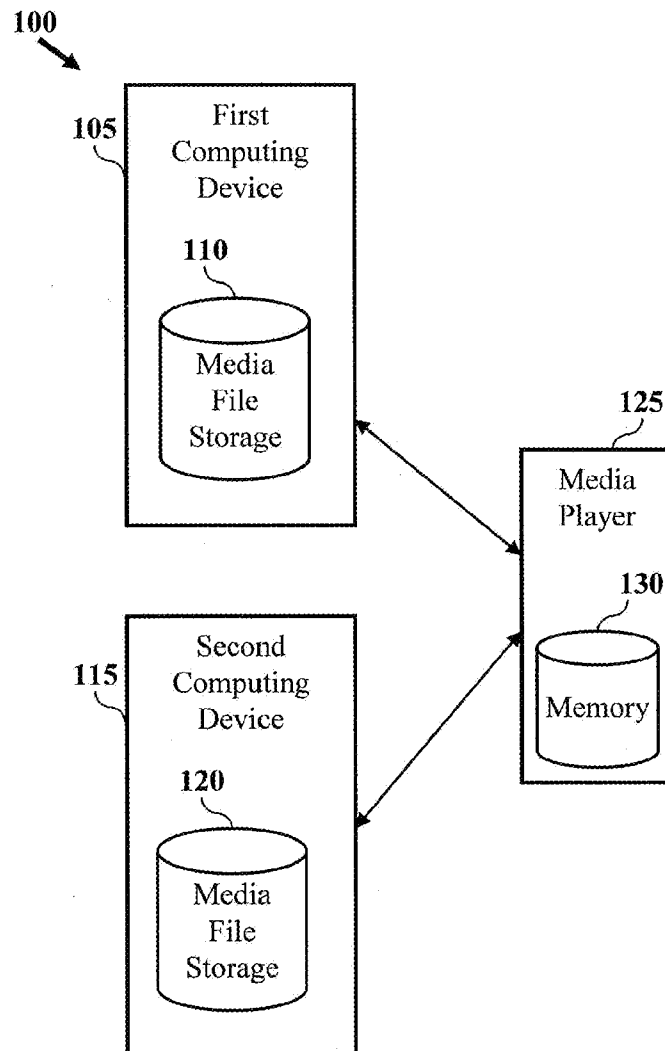 100
105
First
Computing
Device
110
Media
File
Storage
125
Media
Player
130
Memory
115
Second
Computing
Device
120
Media
File
Storage